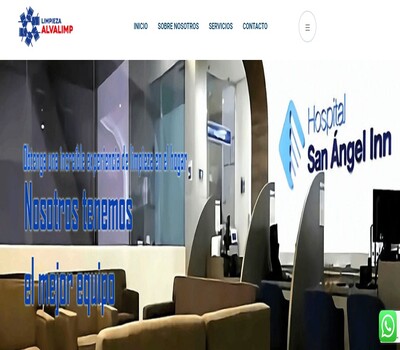 LIMPIEZA
ALVALIMP
INICIO
SOBRE NOSOTROS
SERVICIOS
CONTACTO
Hospital
San Ángel Inn
Obtenga una increible experiencia de limpieza en el hogar
Nosotros tenemos
el mejor equipo